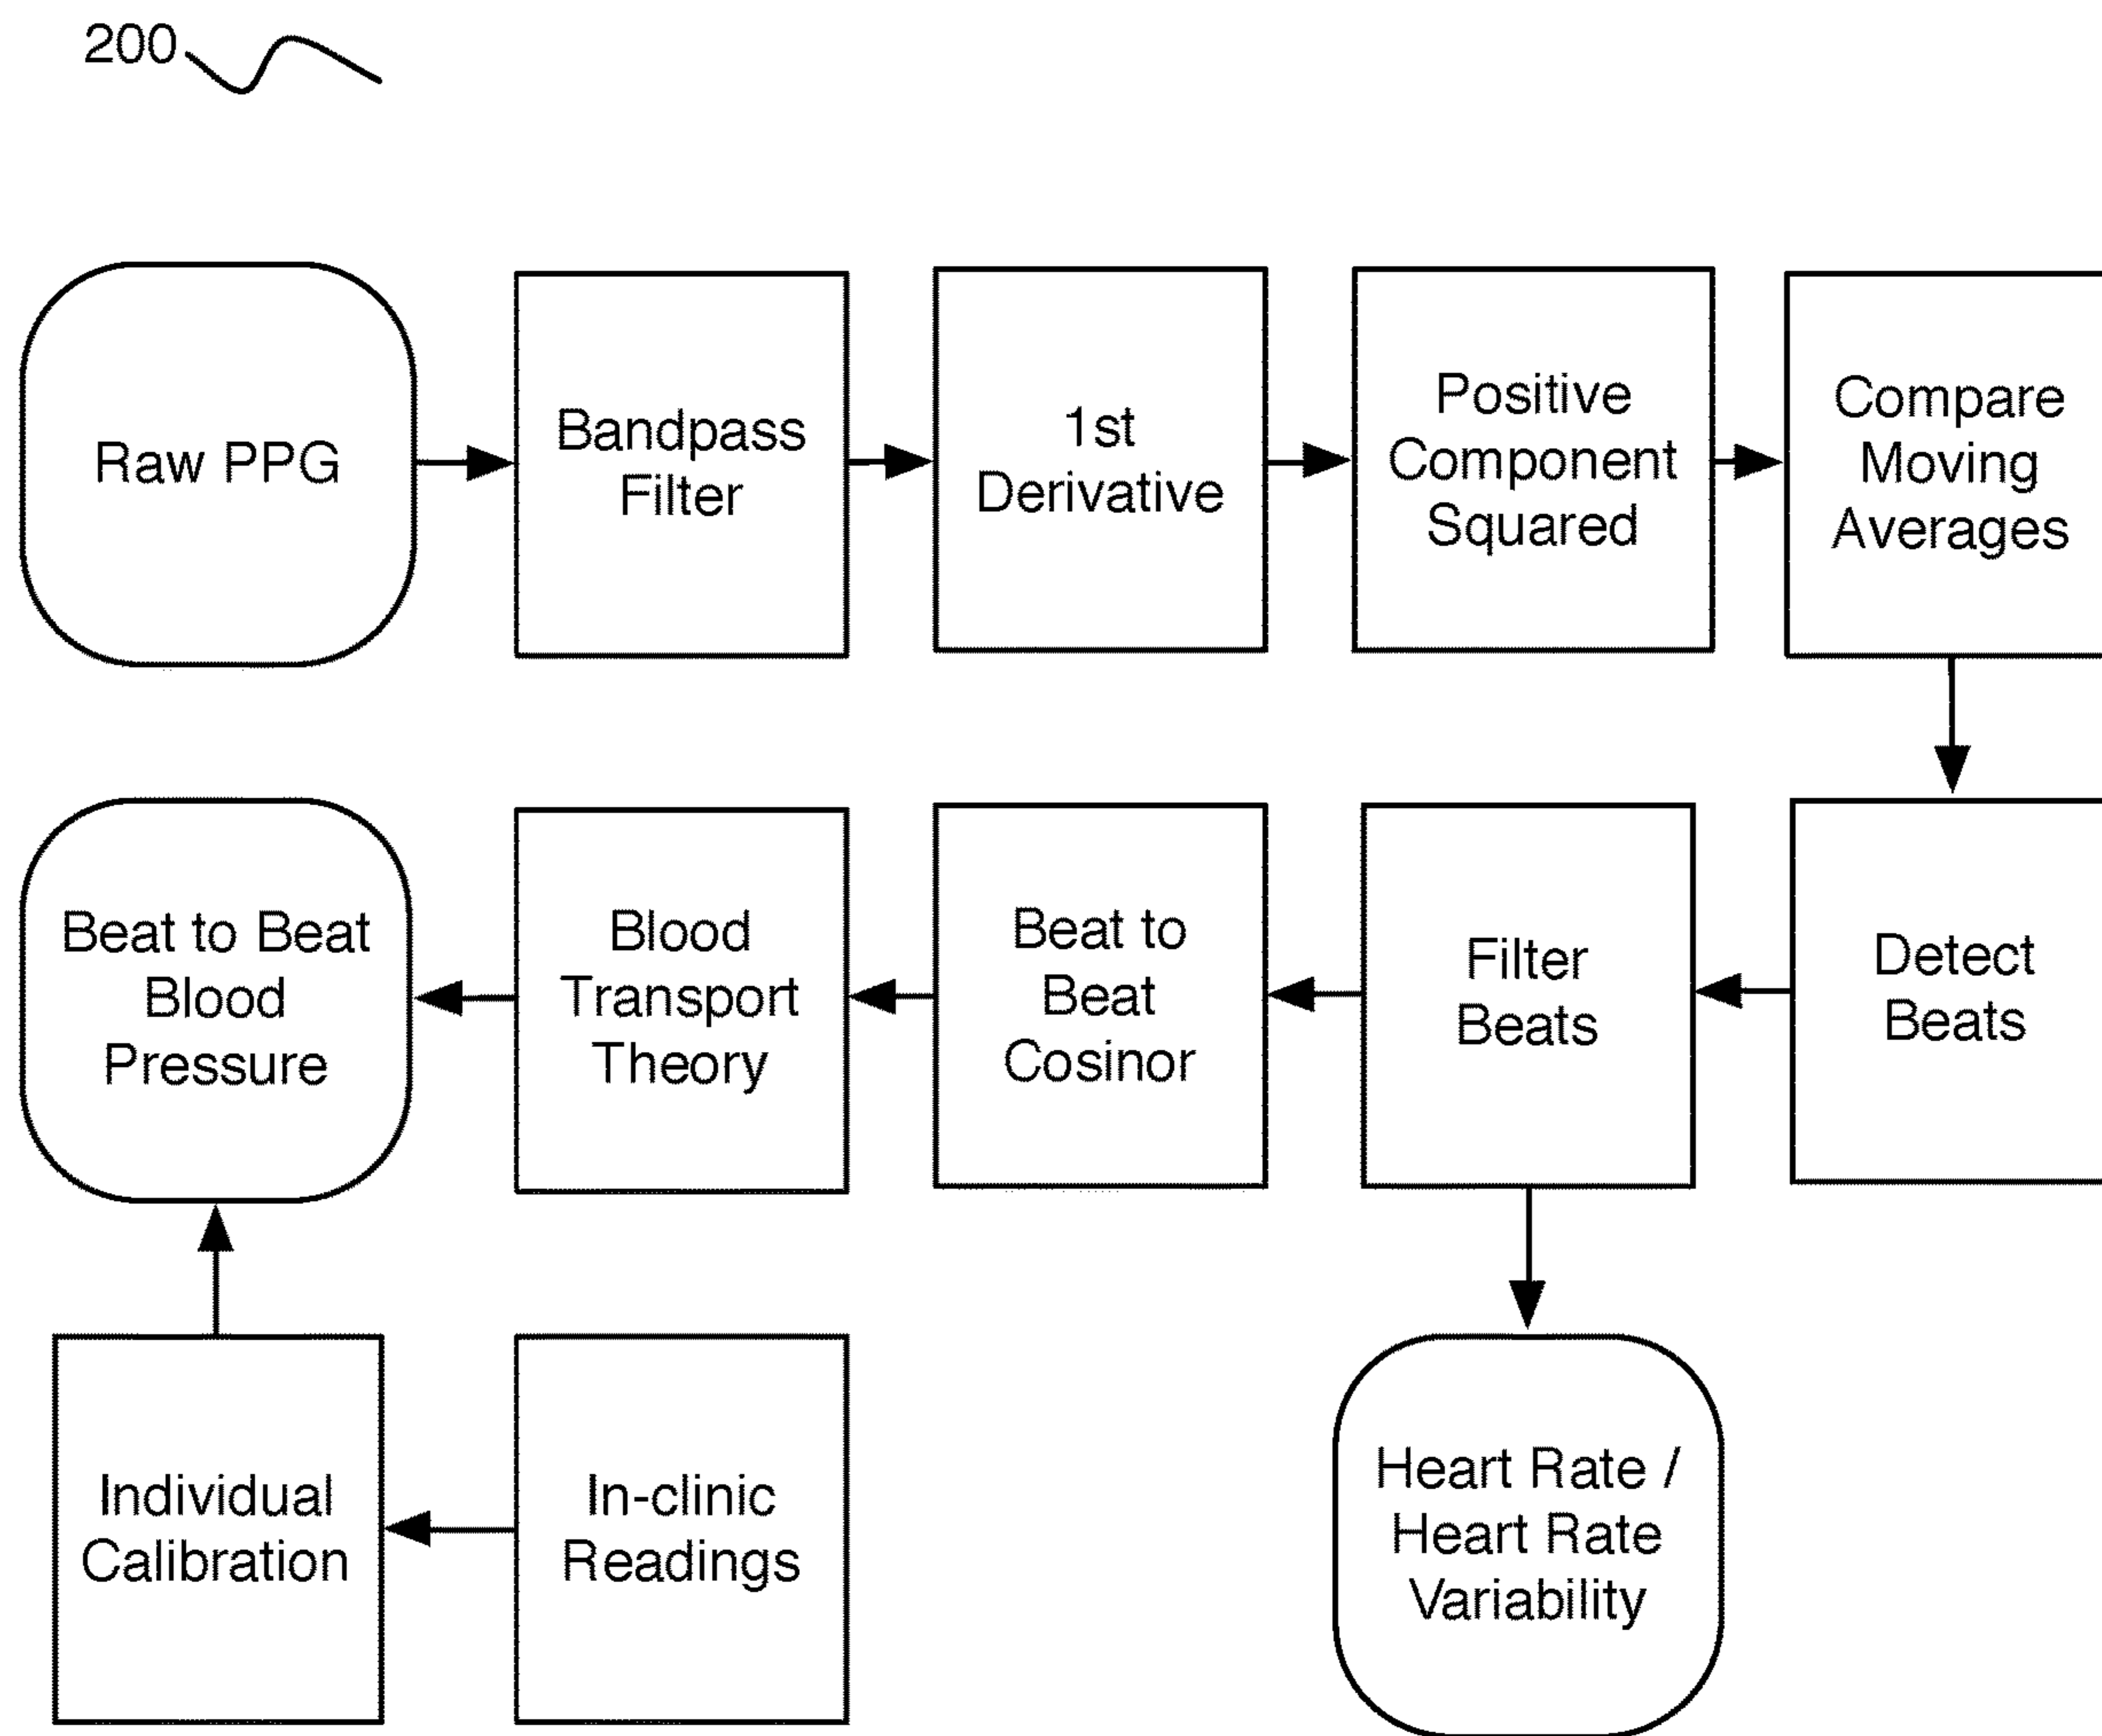 200
Raw PPG
Bandpass
Filter
1st
Derivative
Positive
Component
Squared
Compare
Moving
Averages
Beat to Beat
Blood
Pressure
Blood
Transport
Theory
Beat to
Beat
Cosinor
Filter
Beats
Detect
Beats
Individual
Calibration
In-clinic
Readings
Heart Rate /
Heart Rate
Variability